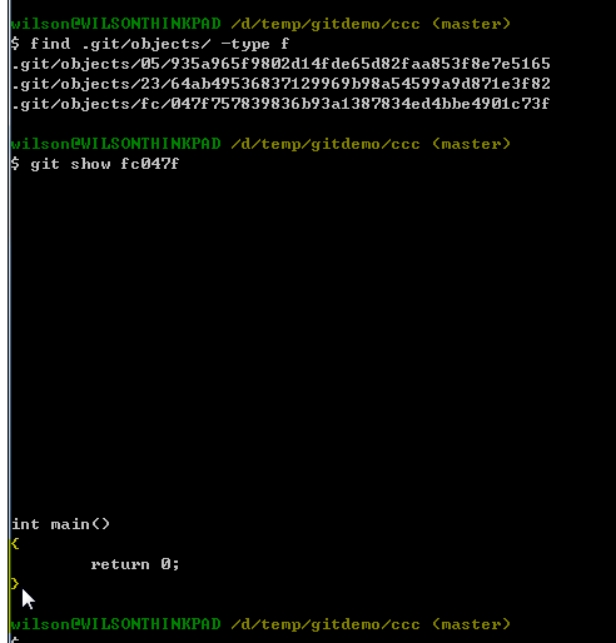 wilson@WILSONTHINKPAD /d/temp/gitdemo/ccc (master)
$ find .git/objects/ -type f
.git/objects/05/935a965f9802d14fde65d82faa853f8e7e5165
.git/objects/23/64ab49536837129969b98a54599a9d871e3f82
.git/objects/fc/047f757839836b93a1387834ed4bbe4901c73f
wilson@WILSONTHINKPAD /d/temp/gitdemo/ccc (master)
$ git show fc047f
int main()
{
return 0;
}
wilson@WILSONTHINKPAD /d/temp/gitdemo/ccc (master)